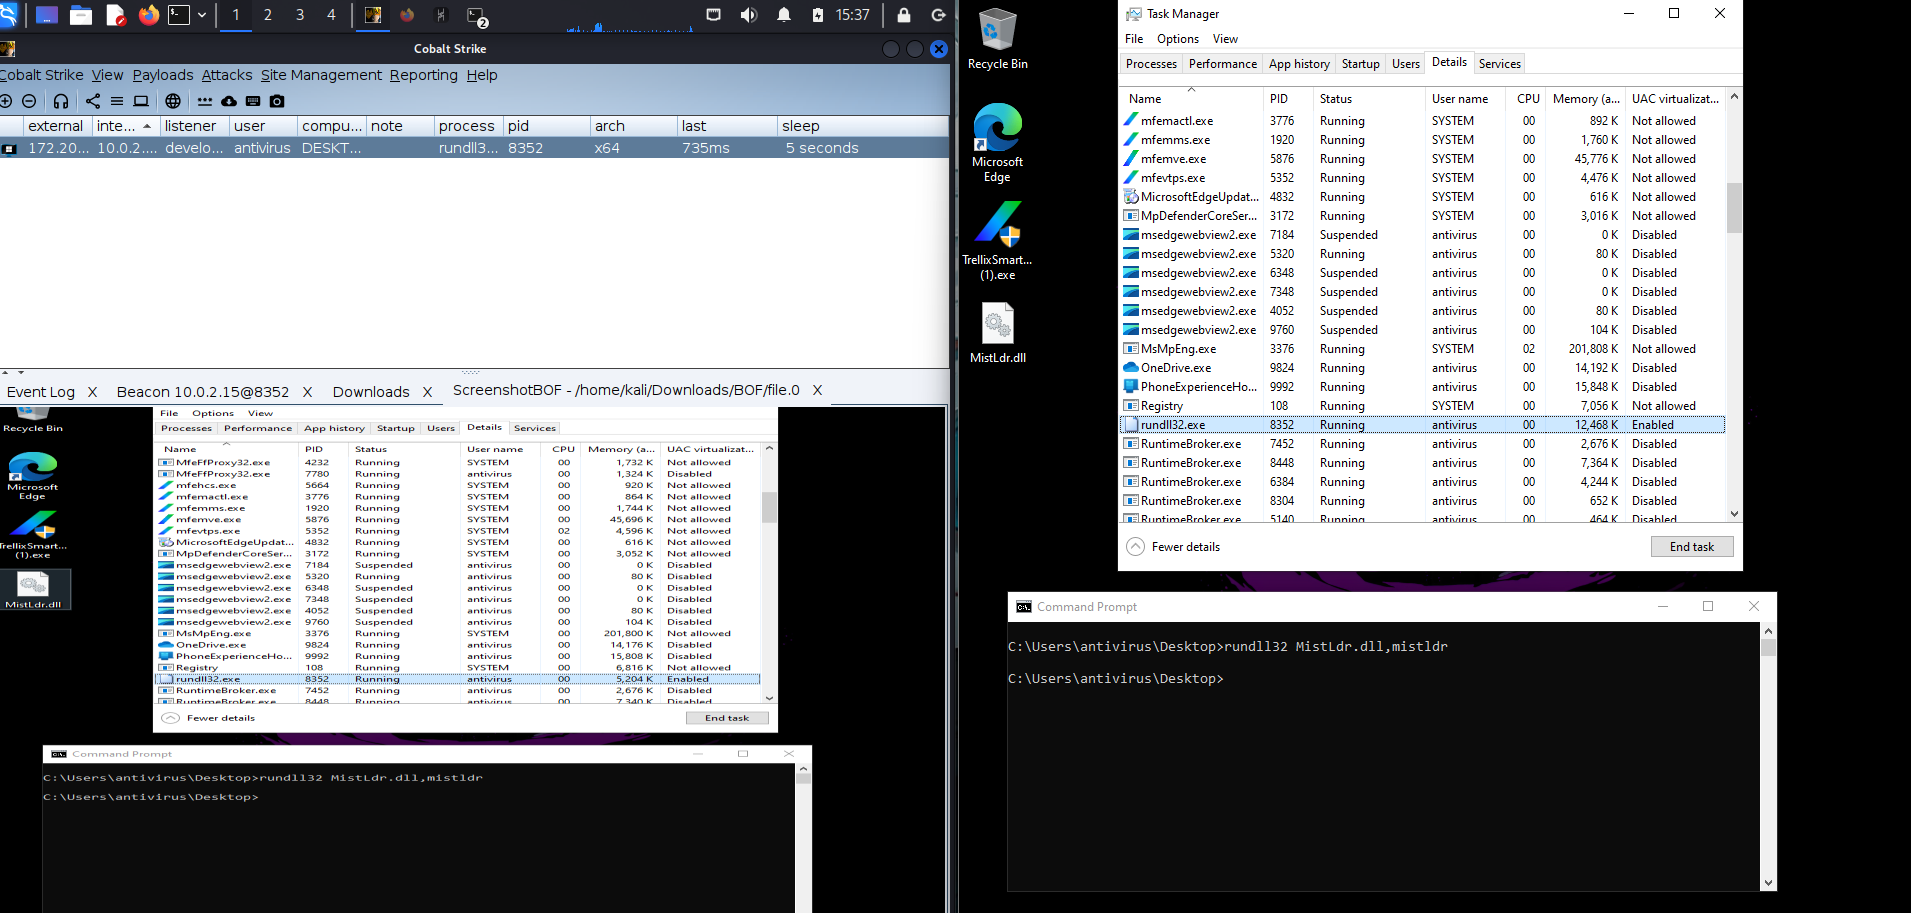 1 2 3 4 2 15:37
Cobalt Strike
Cobalt Strike View Payloads Attacks Site Management Reporting Help
external inte... listener user compu... note process pid arch last sleep
172.20... 10.0.2.... develo... antivirus DESKT... rundll3... 8352 x64 735ms 5 seconds
Event Log X Beacon 10.0.2.15@8352 X Downloads X ScreenshotBOF - /home/kali/Downloads/BOF/file.0 X
Recycle Bin
Microsoft
Edge
TrellixSmart...
(1).exe
MistLdr.dll
File Options View
Processes Performance App history Startup Users Details Services
Name PID Status User name CPU Memory (a... UAC virtualizat...
MfeFfProxy32.exe 4232 Running SYSTEM 00 1,732 K Not allowed
MfeFfProxy32.exe 7780 Running antivirus 00 1,324 K Disabled
mfehcs.exe 5664 Running SYSTEM 00 920 K Not allowed
mfemactl.exe 3776 Running SYSTEM 00 864 K Not allowed
mfemms.exe 1920 Running SYSTEM 00 1,744 K Not allowed
mfemve.exe 5876 Running SYSTEM 00 45,696 K Not allowed
mfevtps.exe 5352 Running SYSTEM 02 4,596 K Not allowed
MicrosoftEdgeUpdat... 4832 Running SYSTEM 00 616 K Not allowed
MpDefenderCoreSer... 3172 Running SYSTEM 00 3,052 K Not allowed
msedgewebview2.exe 7184 Suspended antivirus 00 0 K Disabled
msedgewebview2.exe 5320 Running antivirus 00 80 K Disabled
msedgewebview2.exe 6348 Suspended antivirus 00 0 K Disabled
msedgewebview2.exe 7348 Suspended antivirus 00 0 K Disabled
msedgewebview2.exe 4052 Suspended antivirus 00 80 K Disabled
msedgewebview2.exe 9760 Suspended antivirus 00 104 K Disabled
MsMpEng.exe 3376 Running SYSTEM 00 201,800 K Not allowed
OneDrive.exe 9824 Running antivirus 00 14,176 K Disabled
PhoneExperienceHo... 9992 Running antivirus 00 15,808 K Disabled
Registry 108 Running SYSTEM 00 6,816 K Not allowed
rundll32.exe 8352 Running antivirus 00 5,204 K Enabled
RuntimeBroker.exe 7452 Running antivirus 00 2,676 K Disabled
RuntimeBroker.exe 8448 Running antivirus 00 7,340 K Disabled
Fewer details End task
Command Prompt
C:\Users\antivirus\Desktop>rundll32 MistLdr.dll,mistldr
C:\Users\antivirus\Desktop>
Recycle Bin
Microsoft
Edge
TrellixSmart...
(1).exe
MistLdr.dll
Task Manager
File Options View
Processes Performance App history Startup Users Details Services
Name PID Status User name CPU Memory (a... UAC virtualizat...
mfemactl.exe 3776 Running SYSTEM 00 892 K Not allowed
mfemms.exe 1920 Running SYSTEM 00 1,760 K Not allowed
mfemve.exe 5876 Running SYSTEM 00 45,776 K Not allowed
mfevtps.exe 5352 Running SYSTEM 00 4,476 K Not allowed
MicrosoftEdgeUpdat... 4832 Running SYSTEM 00 616 K Not allowed
MpDefenderCoreSer... 3172 Running SYSTEM 00 3,016 K Not allowed
msedgewebview2.exe 7184 Suspended antivirus 00 0 K Disabled
msedgewebview2.exe 5320 Running antivirus 00 80 K Disabled
msedgewebview2.exe 6348 Suspended antivirus 00 0 K Disabled
msedgewebview2.exe 7348 Suspended antivirus 00 0 K Disabled
msedgewebview2.exe 4052 Suspended antivirus 00 80 K Disabled
msedgewebview2.exe 9760 Suspended antivirus 00 104 K Disabled
MsMpEng.exe 3376 Running SYSTEM 02 201,808 K Not allowed
OneDrive.exe 9824 Running antivirus 00 14,192 K Disabled
PhoneExperienceHo... 9992 Running antivirus 00 15,848 K Disabled
Registry 108 Running SYSTEM 00 7,056 K Not allowed
rundll32.exe 8352 Running antivirus 00 12,468 K Enabled
RuntimeBroker.exe 7452 Running antivirus 00 2,676 K Disabled
RuntimeBroker.exe 8448 Running antivirus 00 7,364 K Disabled
RuntimeBroker.exe 6384 Running antivirus 00 4,244 K Disabled
RuntimeBroker.exe 8304 Running antivirus 00 652 K Disabled
RuntimeBroker.exe 5140 Running antivirus 00 464 K Disabled
Fewer details End task
Command Prompt
C:\Users\antivirus\Desktop>rundll32 MistLdr.dll,mistldr
C:\Users\antivirus\Desktop>